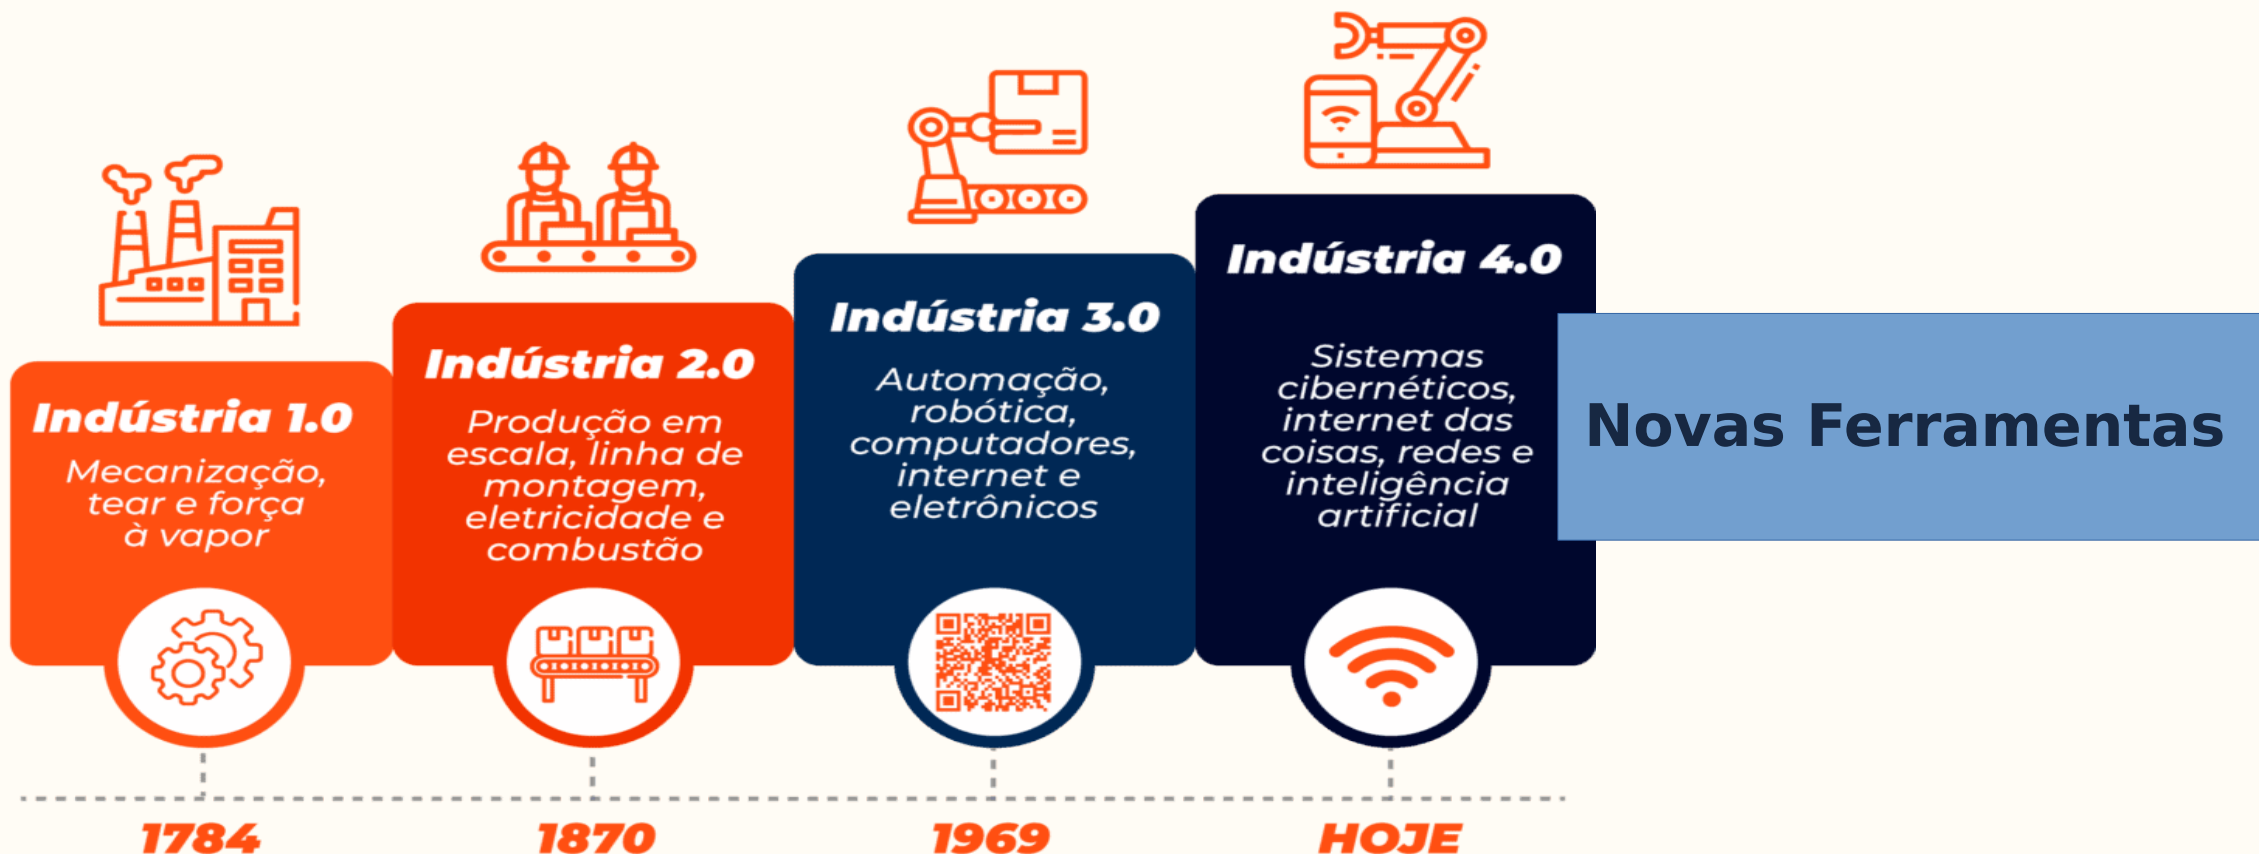 Indústria 1.0
Mecanização,
tear e força
à vapor
1784
Indústria 2.0
Produção em
escala, linha de
montagem,
eletricidade e
combustão
1870
Indústria 3.0
Automação,
robótica,
computadores,
internet e
eletrônicos
1969
Indústria 4.0
Sistemas
cibernéticos,
internet das
coisas, redes e
inteligência
artificial
HOJE
Novas Ferramentas